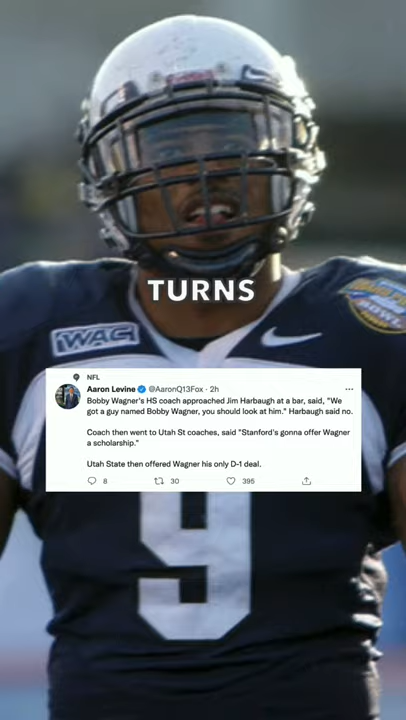 TURNS
WAC
BOWL
NFL
Aaron Levine @AaronQ13Fox · 2h
Bobby Wagner's HS coach approached Jim Harbaugh at a bar, said, "We
got a guy named Bobby Wagner, you should look at him." Harbaugh said no.
Coach then went to Utah St coaches, said "Stanford's gonna offer Wagner
a scholarship."
Utah State then offered Wagner his only D-1 deal.
8 30 395
9